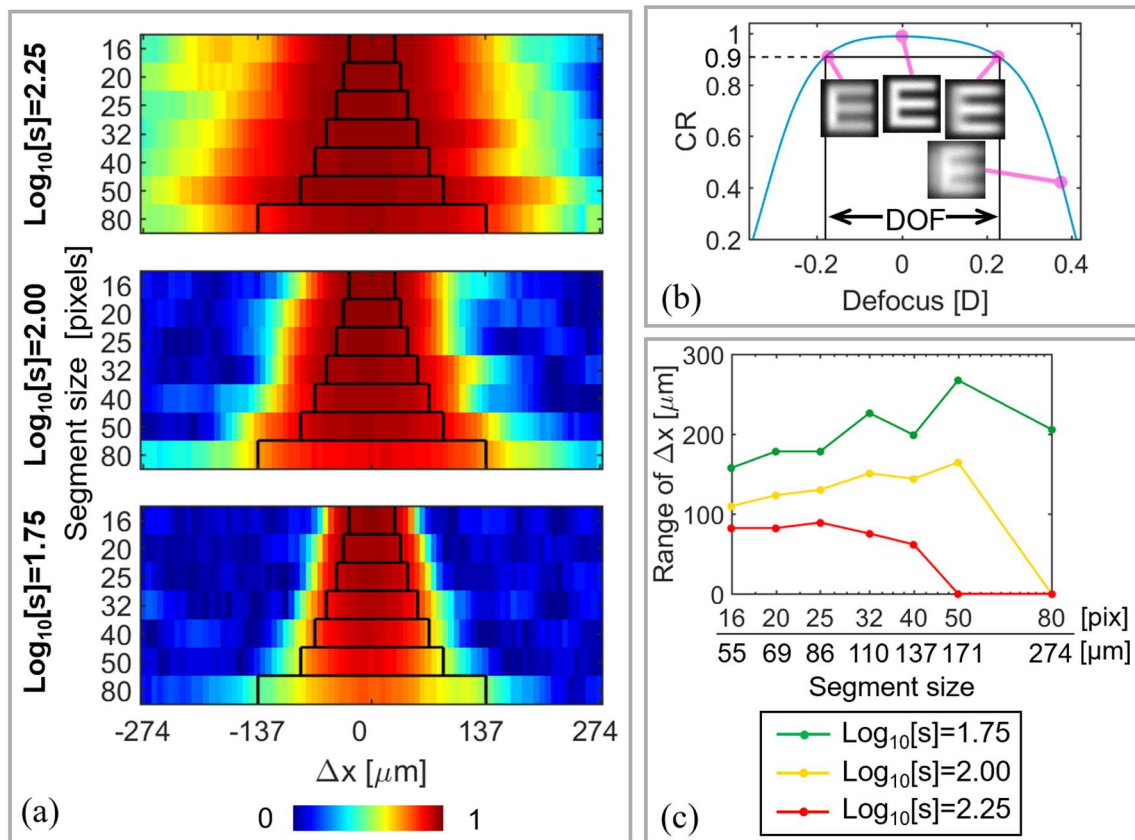 Log10[s]=2.25
Log10[s]=2.00
Log10[s]=1.75
Segment size [pixels]
16
20
25
32
40
50
80
16
20
25
32
40
50
80
16
20
25
32
40
50
80
-274 -137 0 137 274
Δx [μm]
0 1
(a)
CR
1
0.9
0.8
0.6
0.4
0.2
E E E
E
DOF
-0.2 0 0.2 0.4
Defocus [D]
(b)
Range of Δx [μm]
300
200
100
0
16 20 25 32 40 50 80 [pix]
55 69 86 110 137 171 274 [μm]
Segment size
Log10[s]=1.75
Log10[s]=2.00
Log10[s]=2.25
(c)